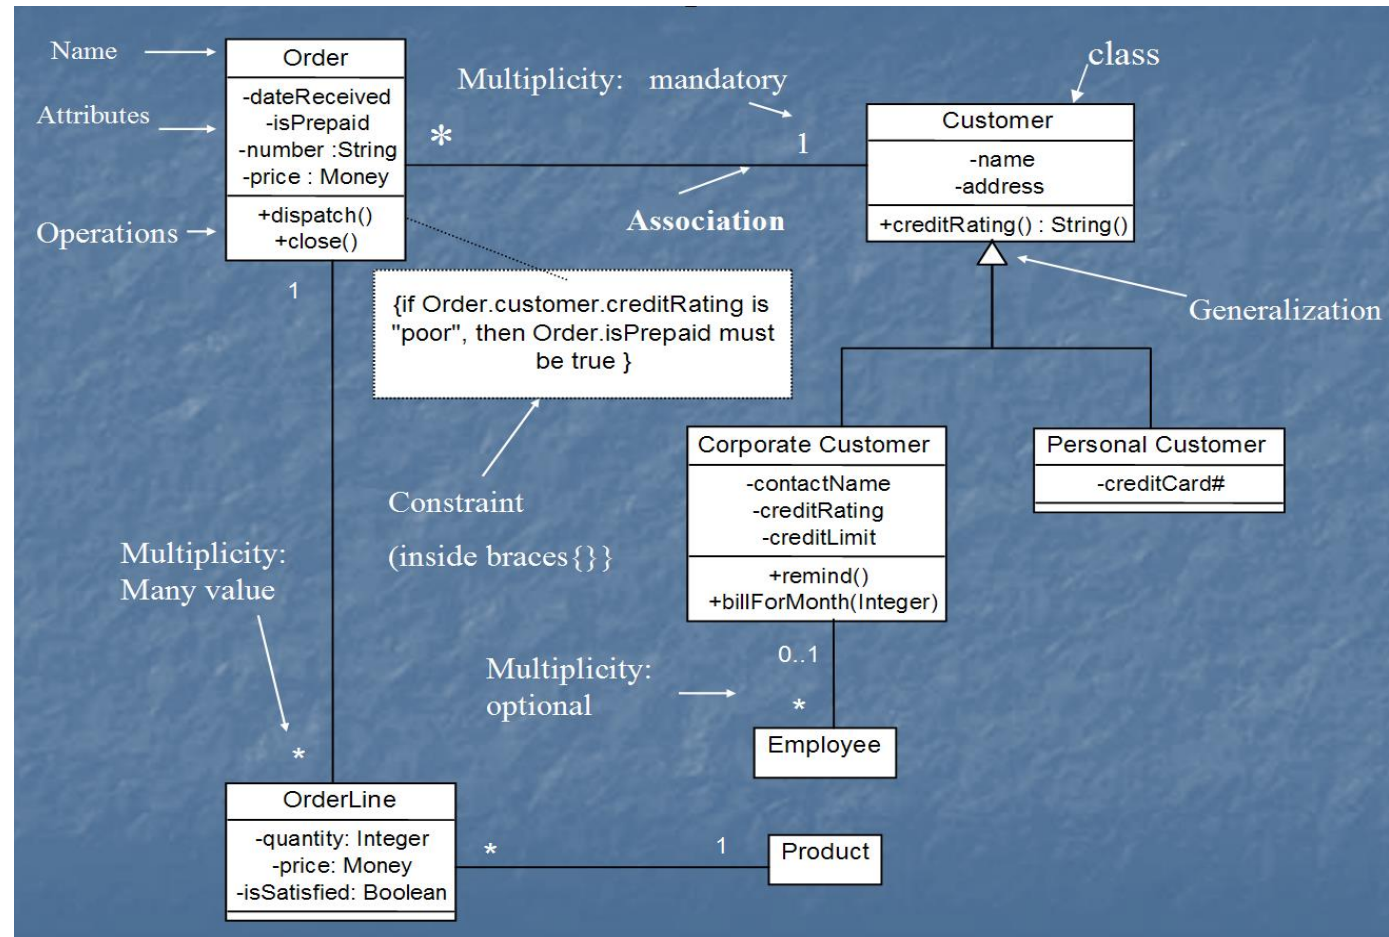 Name
Order
Attributes
-dateReceived
-isPrepaid
-number :String
-price : Money
Operations
+dispatch()
+close()
Multiplicity: mandatory
class
*
1
Customer
-name
-address
+creditRating() : String()
Association
Generalization
1
{if Order.customer.creditRating is
"poor", then Order.isPrepaid must
be true }
Constraint
(inside braces{}}
Corporate Customer
-contactName
-creditRating
-creditLimit
+remind()
+billForMonth(Integer)
Personal Customer
-creditCard#
Multiplicity:
Many value
*
Multiplicity:
optional
0..1
*
Employee
OrderLine
-quantity: Integer
-price: Money
-isSatisfied: Boolean
*
1
Product